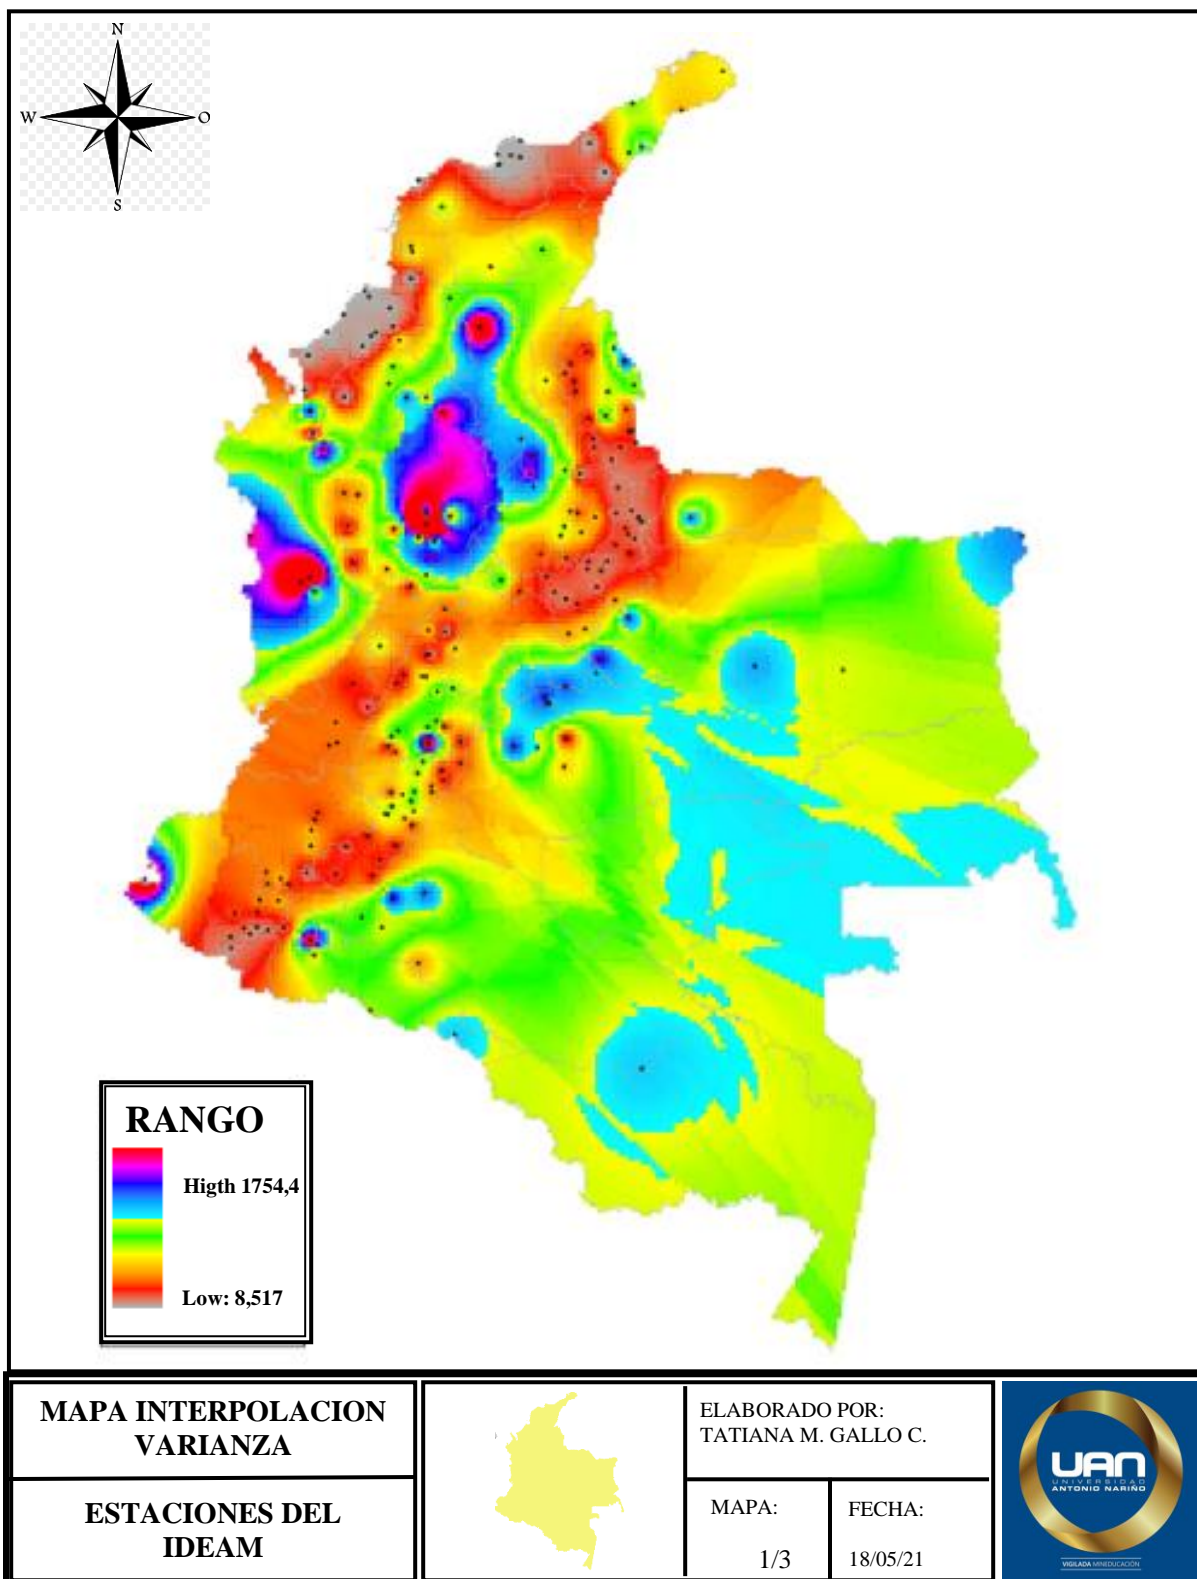 N
W
O
S
RANGO
Higth 1754,4
Low: 8,517
MAPA INTERPOLACION
VARIANZA
ESTACIONES DEL
IDEAM
ELABORADO POR:
TATIANA M. GALLO C.
MAPA:
1/3
FECHA:
18/05/21
UAN
UNIVERSIDAD
ANTONIO NARIÑO
VIGILADA MINEDUCACIÓN